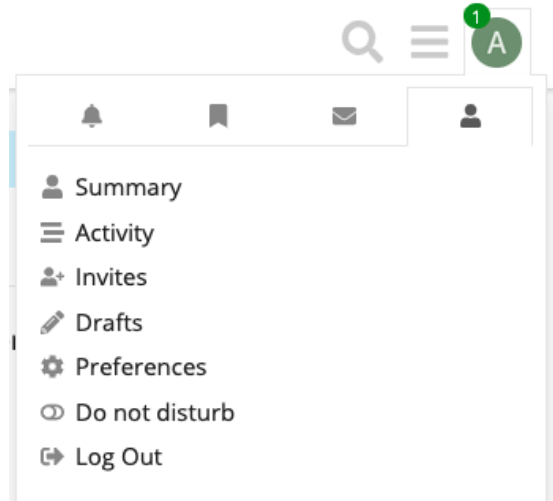 1
A
Summary
Activity
Invites
Drafts
Preferences
Do not disturb
Log Out